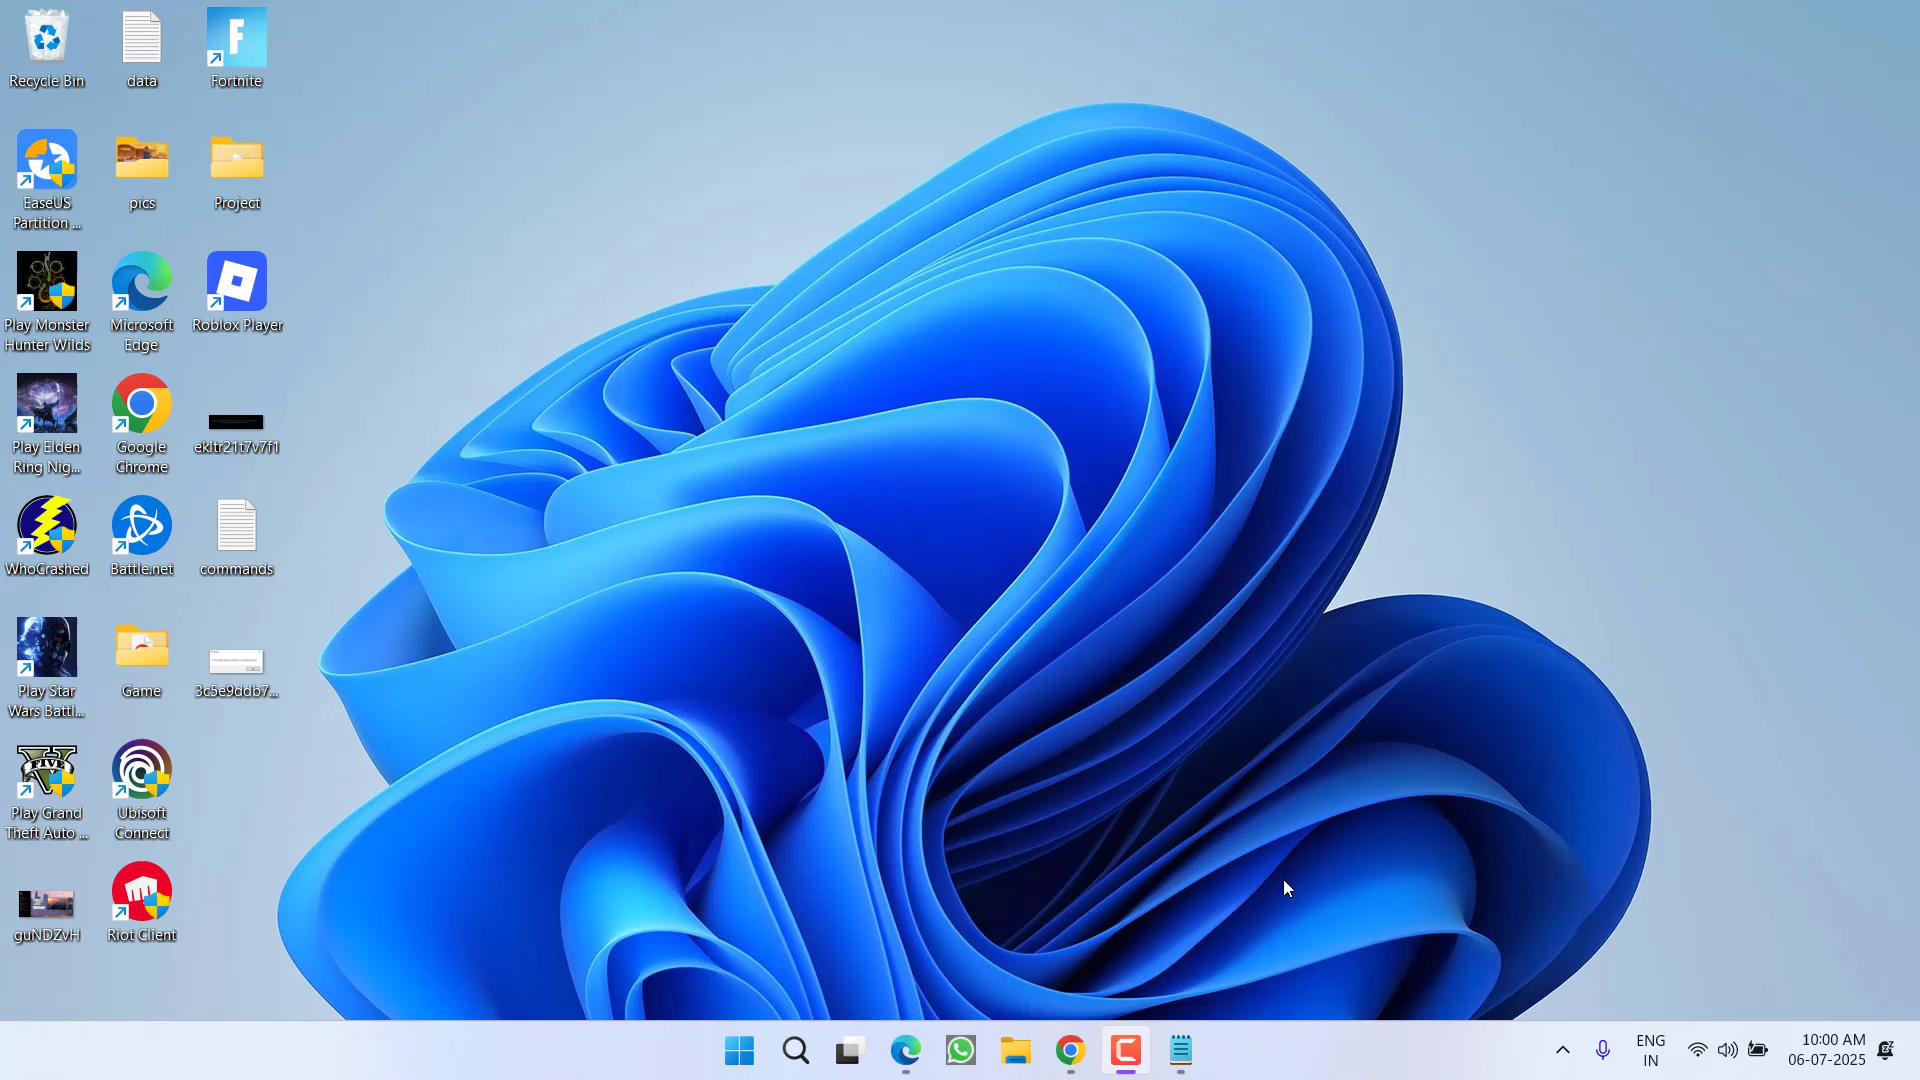 Recycle Bin
data
Fortnite
EaseUS
Partition ...
pics
Project
Play Monster
Hunter Wilds
Microsoft
Edge
Roblox Player
Play Elden
Ring Nig...
Google
Chrome
ekltr21t7v7f1
WhoCrashed
Battle.net
commands
Play Star
Wars Battl...
Game
3c5e9ddb7...
FIVE
Play Grand
Theft Auto ...
Ubisoft
Connect
guNDZvH
Riot Client
ENG
IN
10:00 AM
06-07-2025